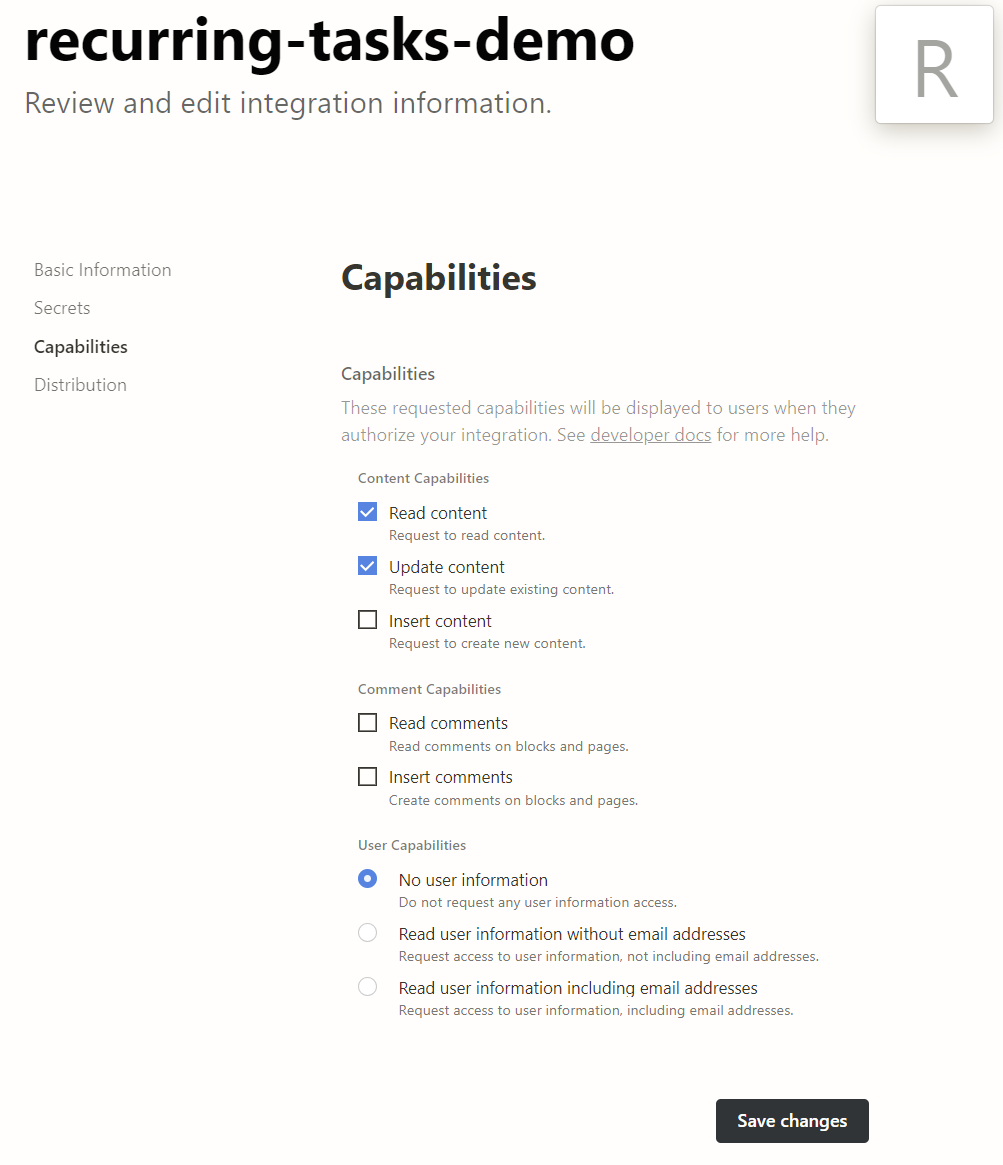 recurring-tasks-demo
R
Review and edit integration information.
Basic Information
Secrets
Capabilities
Distribution
Capabilities
Capabilities
These requested capabilities will be displayed to users when they
authorize your integration. See developer docs for more help.
Content Capabilities
Read content
Request to read content.
Update content
Request to update existing content.
Insert content
Request to create new content.
Comment Capabilities
Read comments
Read comments on blocks and pages.
Insert comments
Create comments on blocks and pages.
User Capabilities
No user information
Do not request any user information access.
Read user information without email addresses
Request access to user information, not including email addresses.
Read user information including email addresses
Request access to user information, including email addresses.
Save changes